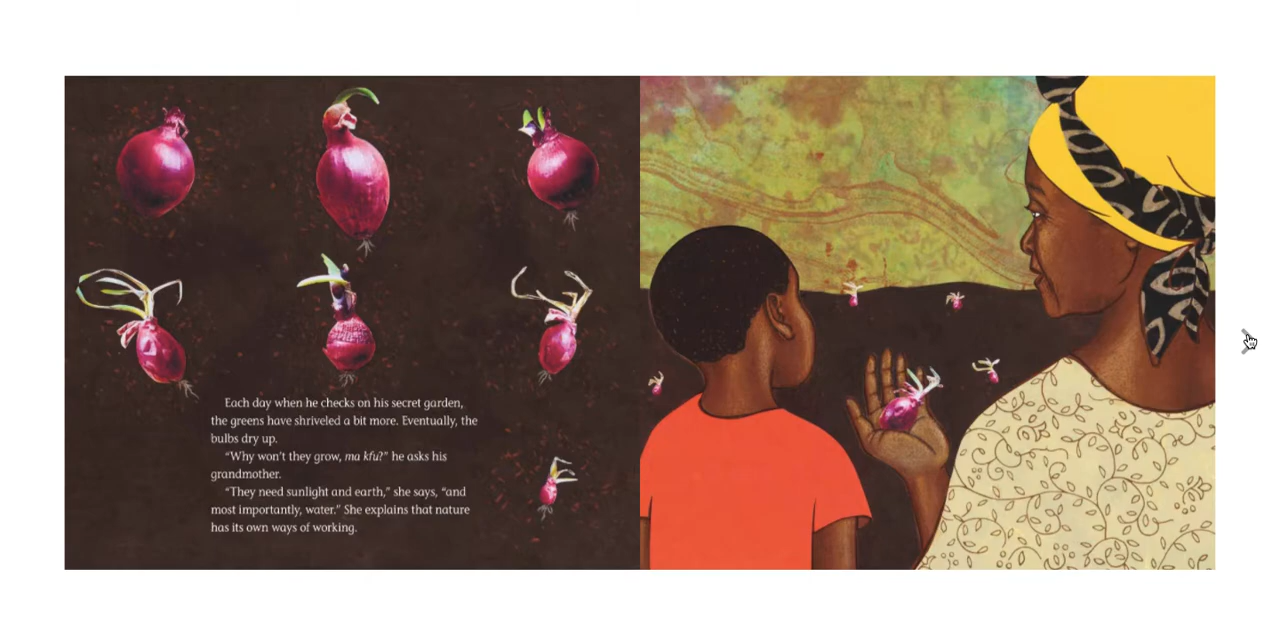 Each day when he checks on his secret garden,
the greens have shriveled a bit more. Eventually, the
bulbs dry up.
“Why won’t they grow, ma kfu?” he asks his
grandmother.
“They need sunlight and earth,” she says, “and
most importantly, water.” She explains that nature
has its own ways of working.